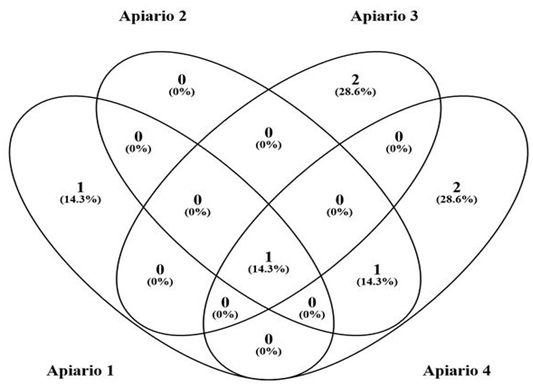 Apiario 2 Apiario 3
0 2
(0%) (28.6%)
0 0 0
(0%) (0%) (0%)
1 0 0 2
(14.3%) (0%) (0%) (28.6%)
0 1 1
(0%) (14.3%) (14.3%)
0 0
(0%) (0%)
0
(0%)
Apiario 1 Apiario 4